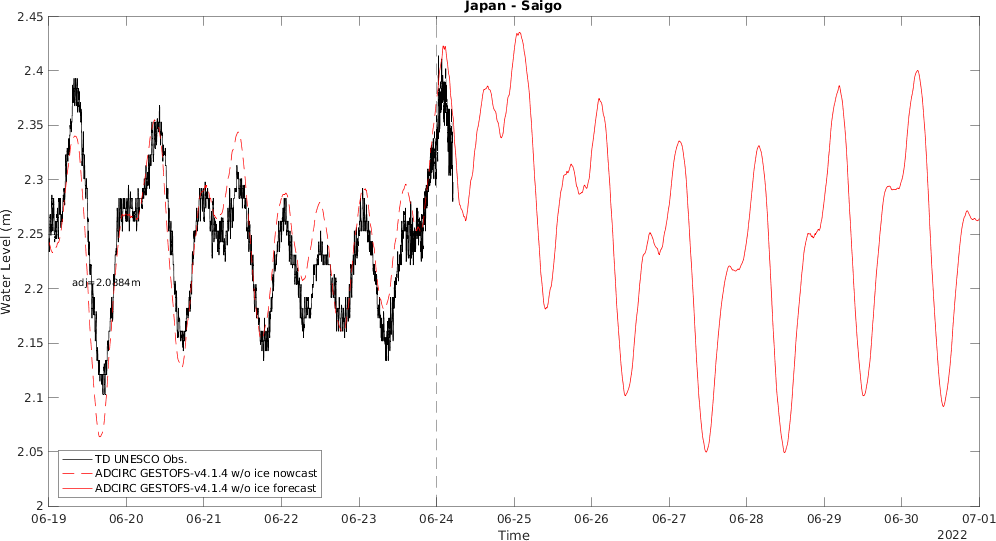 Japan - Saigo
2.45
2.4
2.35
2.3
2.25
2.2
2.15
2.1
2.05
2
Water Level (m)
adj=2.0884m
TD UNESCO Obs.
ADCIRC GESTOFS-v4.1.4 w/o ice nowcast
ADCIRC GESTOFS-v4.1.4 w/o ice forecast
06-19 06-20 06-21 06-22 06-23 06-24 06-25 06-26 06-27 06-28 06-29 06-30 07-01
Time
2022